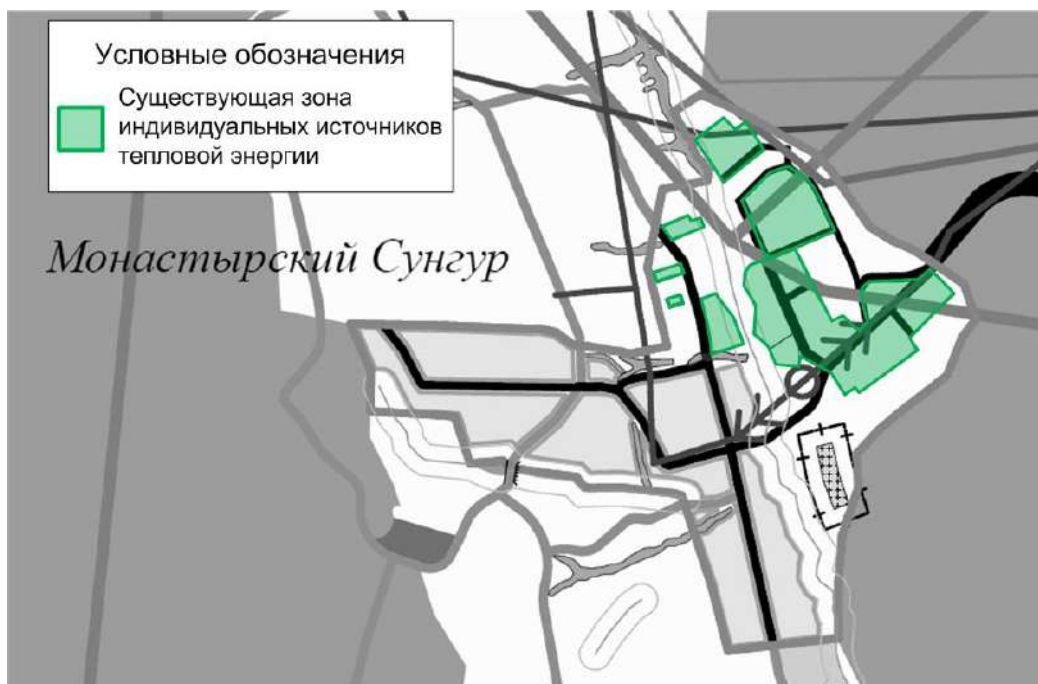 Условные обозначения
Существующая зона
индивидуальных источников
тепловой энергии
Монастырский Сунгур